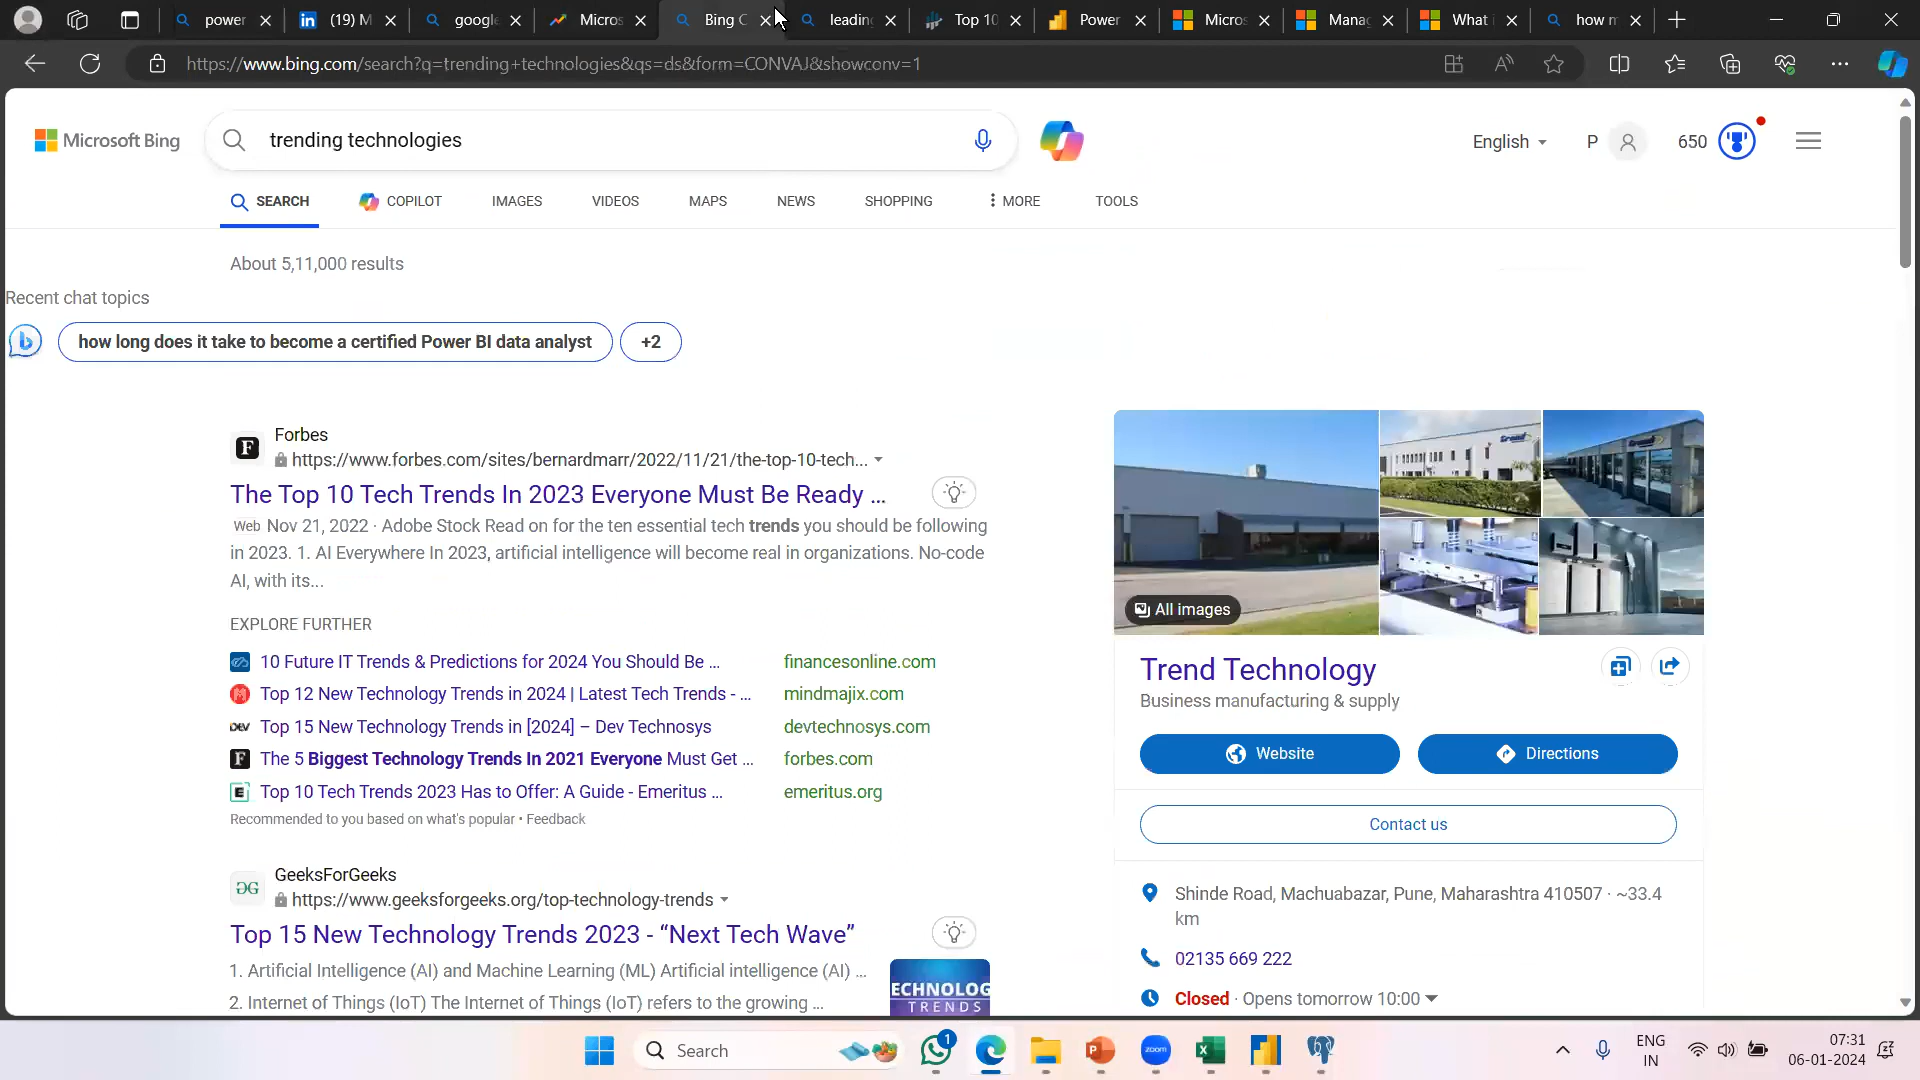 power
(19) M
google
Micros
Bing C
leading
Top 10
Power
Micros
Manag
What i
how m
https://www.bing.com/search?q=trending+technologies&qs=ds&form=CONVAJ&showconv=1
Microsoft Bing
trending technologies
English
P
650
SEARCH
COPILOT
IMAGES
VIDEOS
MAPS
NEWS
SHOPPING
MORE
TOOLS
About 5,11,000 results
Recent chat topics
how long does it take to become a certified Power BI data analyst
+2
Forbes
https://www.forbes.com/sites/bernardmarr/2022/11/21/the-top-10-tech...
The Top 10 Tech Trends In 2023 Everyone Must Be Ready ...
Web Nov 21, 2022 · Adobe Stock Read on for the ten essential tech trends you should be following
in 2023. 1. AI Everywhere In 2023, artificial intelligence will become real in organizations. No-code
AI, with its...
EXPLORE FURTHER
10 Future IT Trends & Predictions for 2024 You Should Be ... financesonline.com
Top 12 New Technology Trends in 2024 | Latest Tech Trends - ... mindmajix.com
Top 15 New Technology Trends in [2024] – Dev Technosys devtechnosys.com
The 5 Biggest Technology Trends In 2021 Everyone Must Get ... forbes.com
Top 10 Tech Trends 2023 Has to Offer: A Guide - Emeritus ... emeritus.org
Recommended to you based on what's popular • Feedback
GeeksForGeeks
https://www.geeksforgeeks.org/top-technology-trends
Top 15 New Technology Trends 2023 - “Next Tech Wave”
1. Artificial Intelligence (AI) and Machine Learning (ML) Artificial intelligence (AI) ...
2. Internet of Things (IoT) The Internet of Things (IoT) refers to the growing ...
ECHNOLOG
TRENDS
All images
Trend Technology
Business manufacturing & supply
Website
Directions
Contact us
Shinde Road, Machuabazar, Pune, Maharashtra 410507 · ~33.4
km
02135 669 222
Closed · Opens tomorrow 10:00
Search
1
zoom
ENG
IN
07:31
06-01-2024